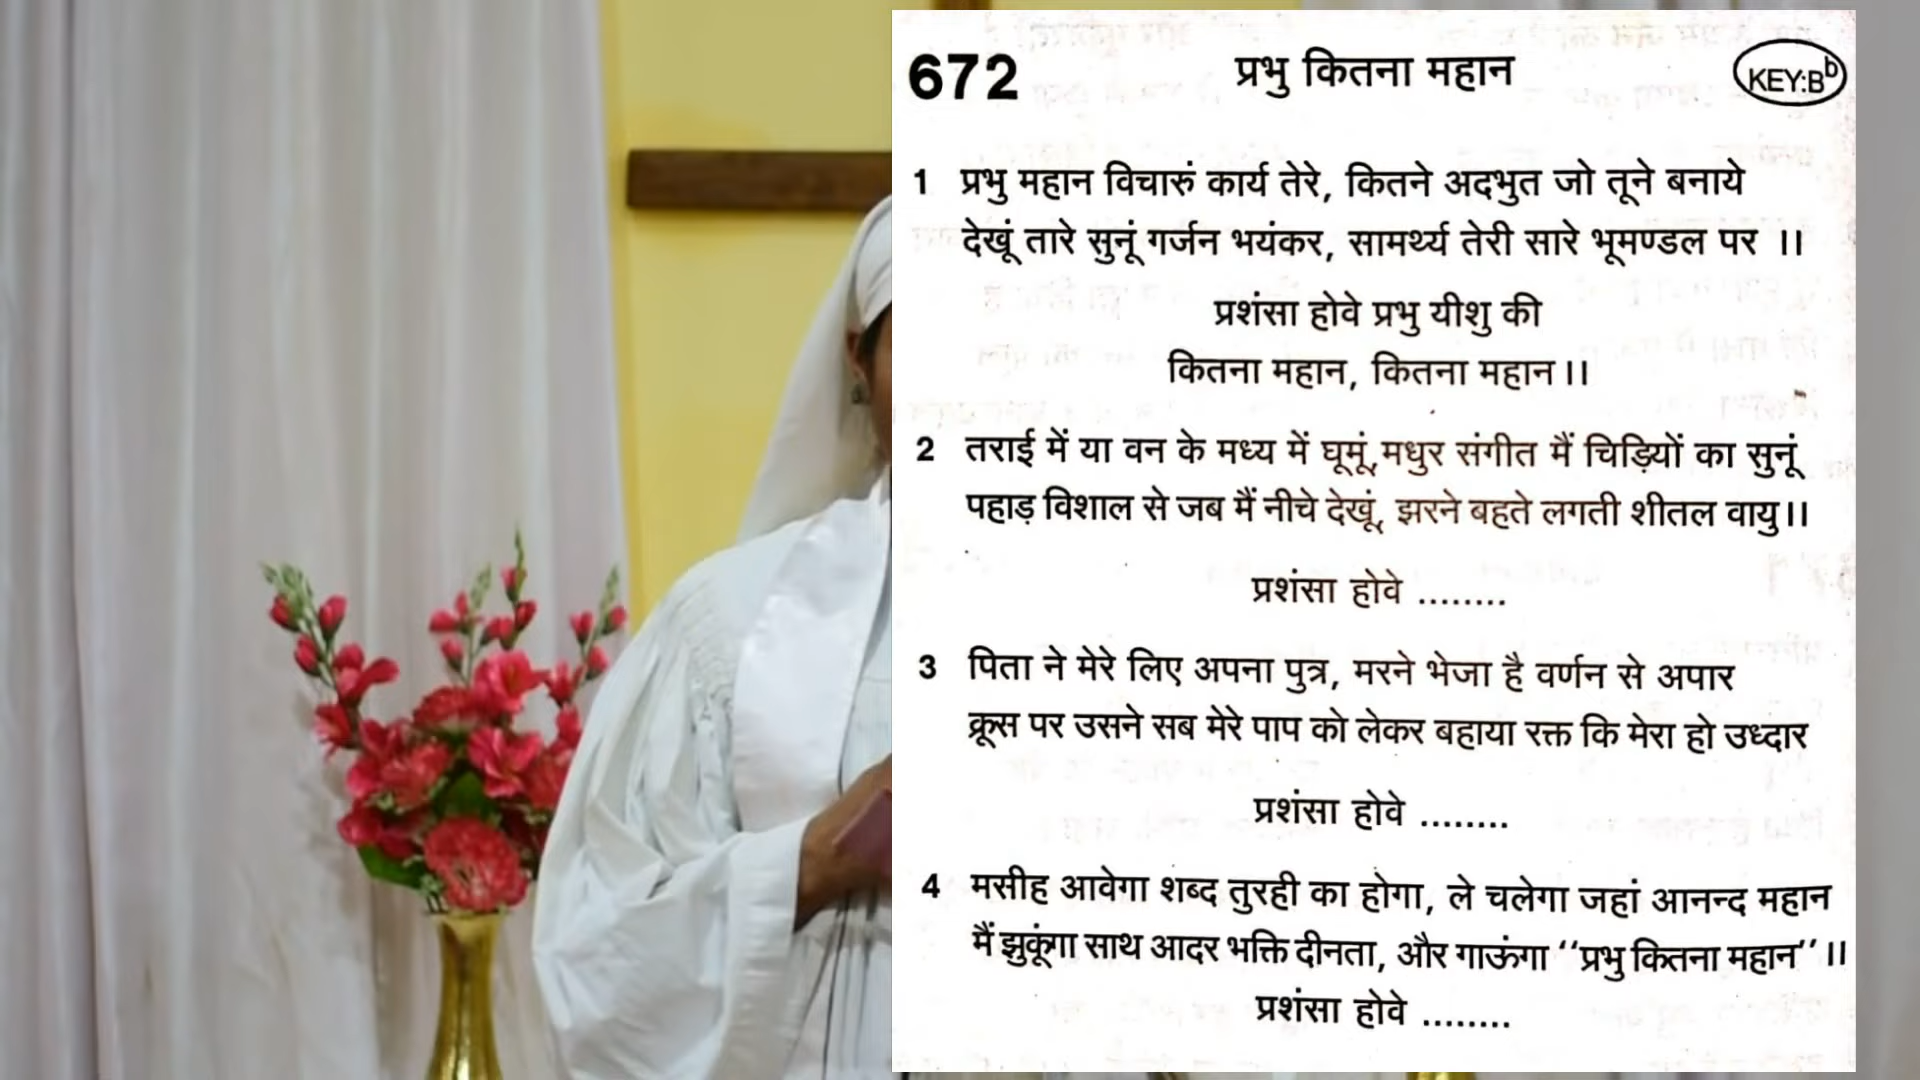 672 प्रभु कितना महान KEY:Bb
1 प्रभु महान विचारुं कार्य तेरे, कितने अदभुत जो तूने बनाये
देखूं तारे सुनूं गर्जन भयंकर, सामर्थ्य तेरी सारे भूमण्डल पर ।।
प्रशंसा होवे प्रभु यीशु की
कितना महान, कितना महान।।
2 तराई में या वन के मध्य में घूमूं, मधुर संगीत मैं चिड़ियों का सुनूं
पहाड़ विशाल से जब मैं नीचे देखूं, झरने बहते लगती शीतल वायु।।
प्रशंसा होवे ........
3 पिता ने मेरे लिए अपना पुत्र, मरने भेजा है वर्णन से अपार
क्रूस पर उसने सब मेरे पाप को लेकर बहाया रक्त कि मेरा हो उध्दार
प्रशंसा होवे ........
4 मसीह आवेगा शब्द तुरही का होगा, ले चलेगा जहां आनन्द महान
मैं झुकूंगा साथ आदर भक्ति दीनता, और गाऊंगा ‘‘प्रभु कितना महान’’ ।।
प्रशंसा होवे ........